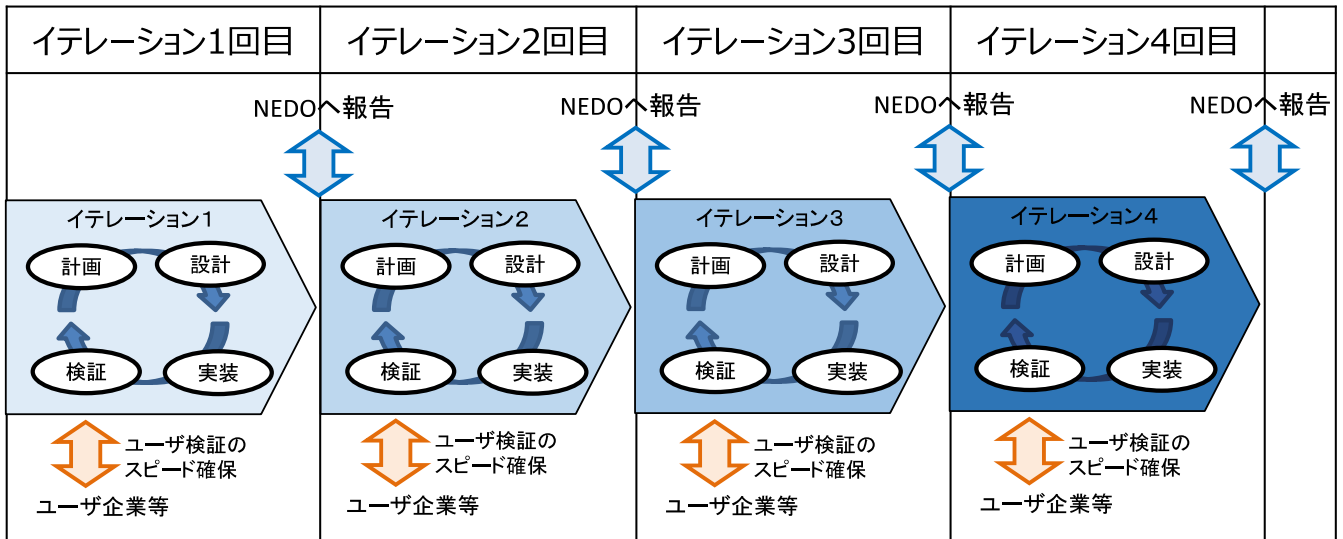 イテレーション1回目
イテレーション2回目
イテレーション3回目
イテレーション4回目
NEDOへ報告
NEDOへ報告
NEDOへ報告
NEDOへ報告
イテレーション1
計画
設計
検証
実装
イテレーション2
計画
設計
検証
実装
イテレーション3
計画
設計
検証
実装
イテレーション4
計画
設計
検証
実装
ユーザ検証の
スピード確保
ユーザ企業等
ユーザ検証の
スピード確保
ユーザ企業等
ユーザ検証の
スピード確保
ユーザ企業等
ユーザ検証の
スピード確保
ユーザ企業等